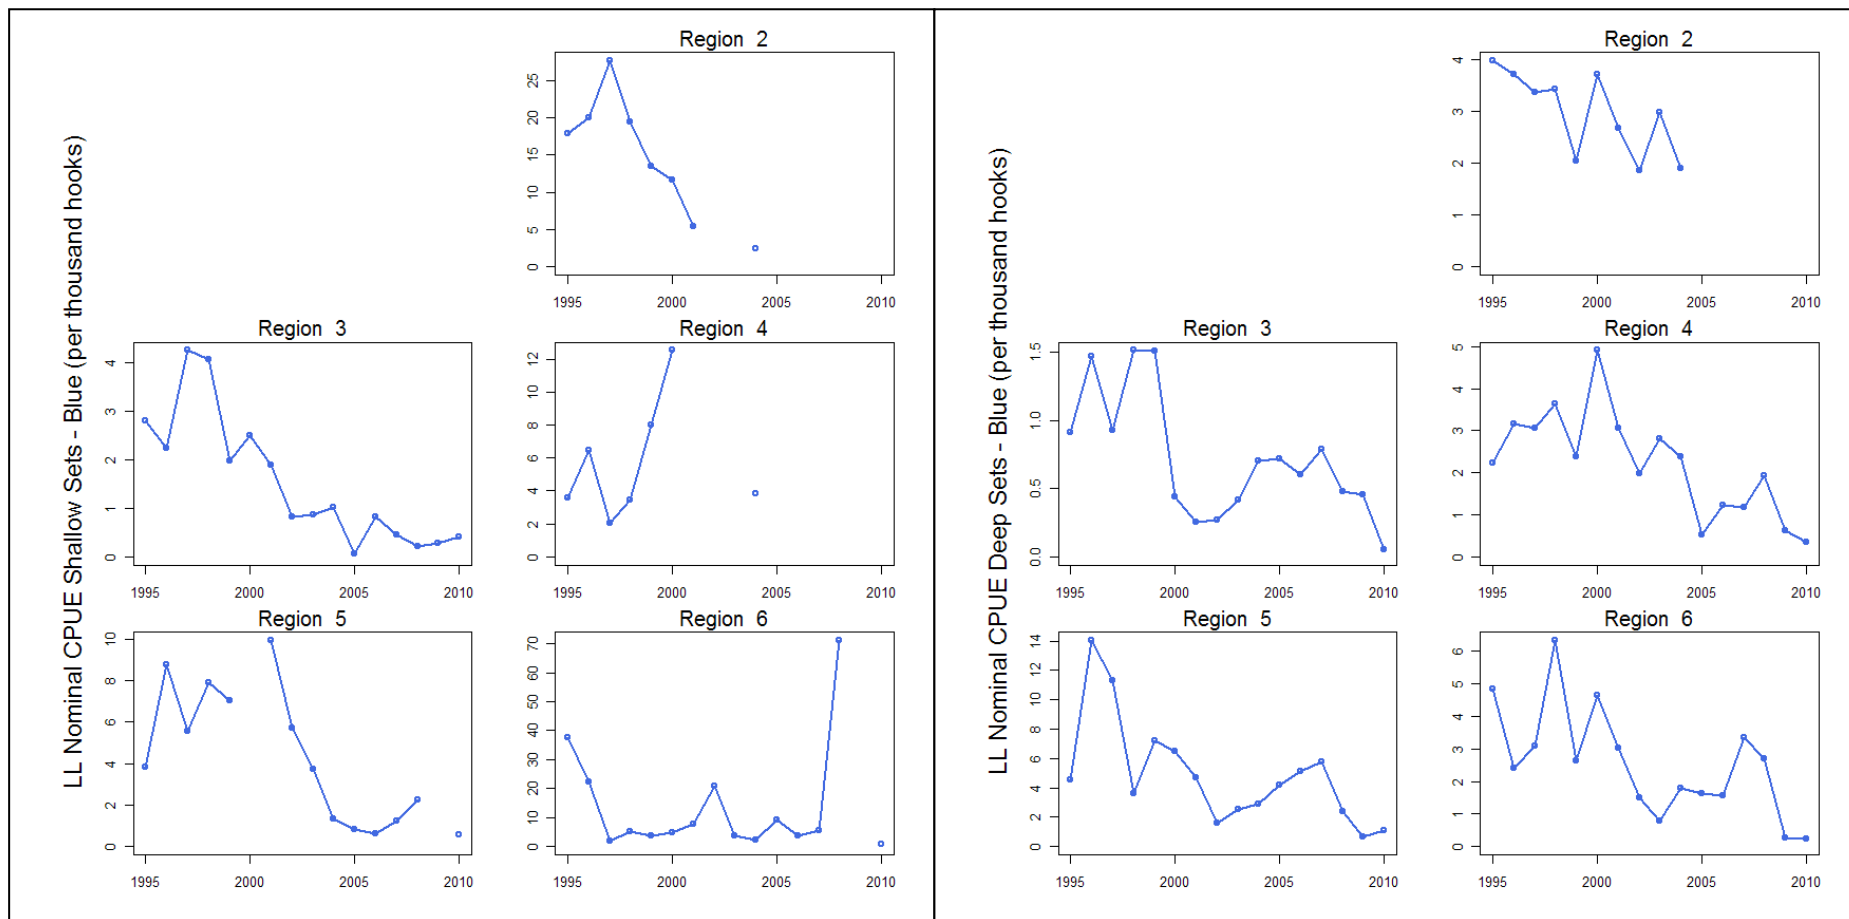 LL Nominal CPUE Shallow Sets - Blue (per thousand hooks)
Region 2
25
20
15
10
5
0
1995 2000 2005 2010
Region 3
4
3
2
1
0
1995 2000 2005 2010
Region 4
12
10
8
6
4
2
0
1995 2000 2005 2010
Region 5
10
8
6
4
2
0
1995 2000 2005 2010
Region 6
70
60
50
40
30
20
10
0
1995 2000 2005 2010
LL Nominal CPUE Deep Sets - Blue (per thousand hooks)
Region 2
4
3
2
1
0
1995 2000 2005 2010
Region 3
1.5
1.0
0.5
0.0
1995 2000 2005 2010
Region 4
5
4
3
2
1
0
1995 2000 2005 2010
Region 5
14
12
10
8
6
4
2
0
1995 2000 2005 2010
Region 6
6
5
4
3
2
1
0
1995 2000 2005 2010